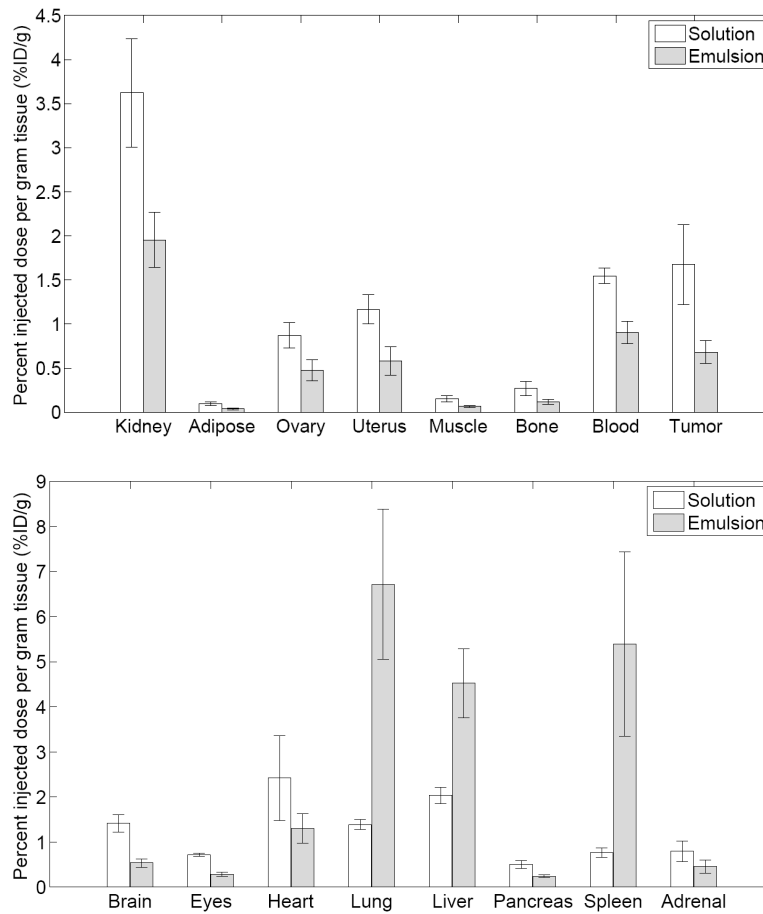 Percent injected dose per gram tissue (%ID/g)
4.5
4
3.5
3
2.5
2
1.5
1
0.5
0
Solution
Emulsion
Kidney Adipose Ovary Uterus Muscle Bone Blood Tumor
Percent injected dose per gram tissue (%ID/g)
9
8
7
6
5
4
3
2
1
0
Solution
Emulsion
Brain Eyes Heart Lung Liver Pancreas Spleen Adrenal